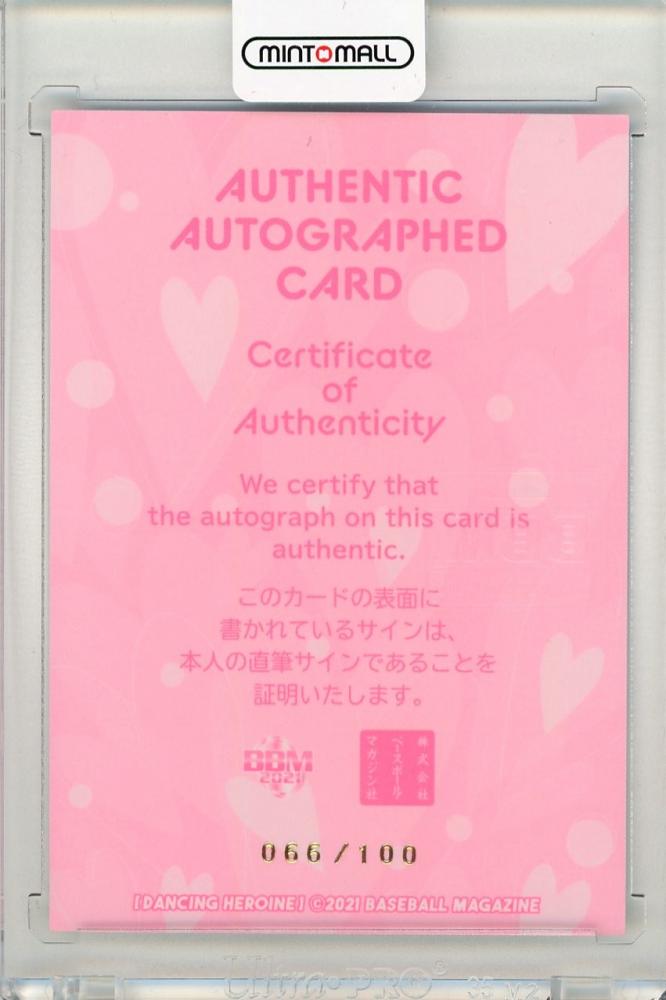 MINTMALL
AUTHENTIC
AUTOGRAPHED
CARD
Certificate
of
Authenticity
We certify that
the autograph on this card is
authentic.
このカードの表面に
書かれているサインは、
本人の直筆サインであることを
証明いたします。
BBM
2021
株式会社
ベースボール
マガジン社
066/100
[DANCING HEROINE] ©2021 BASEBALL MAGAZINE
Ultra•PRO®